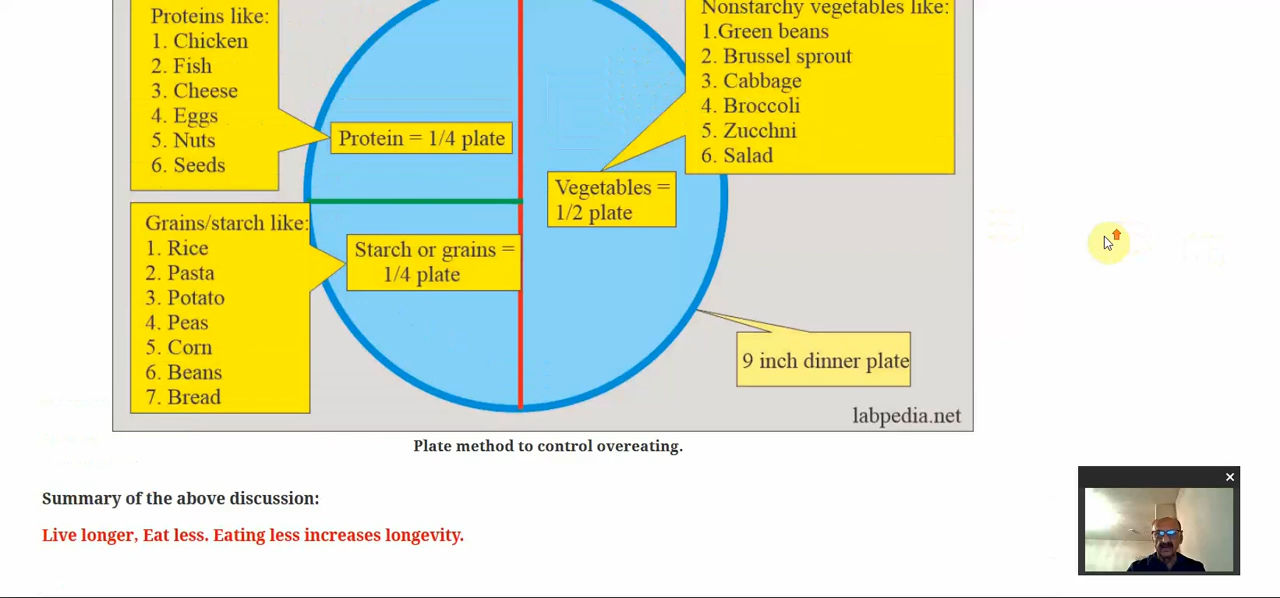 Proteins like:
1. Chicken
2. Fish
3. Cheese
4. Eggs
5. Nuts
6. Seeds
Protein = 1/4 plate
Nonstarchy vegetables like:
1.Green beans
2. Brussel sprout
3. Cabbage
4. Broccoli
5. Zucchni
6. Salad
Vegetables =
1/2 plate
Grains/starch like:
1. Rice
2. Pasta
3. Potato
4. Peas
5. Corn
6. Beans
7. Bread
Starch or grains =
1/4 plate
9 inch dinner plate
labpedia.net
Plate method to control overeating.
Summary of the above discussion:
Live longer, Eat less. Eating less increases longevity.